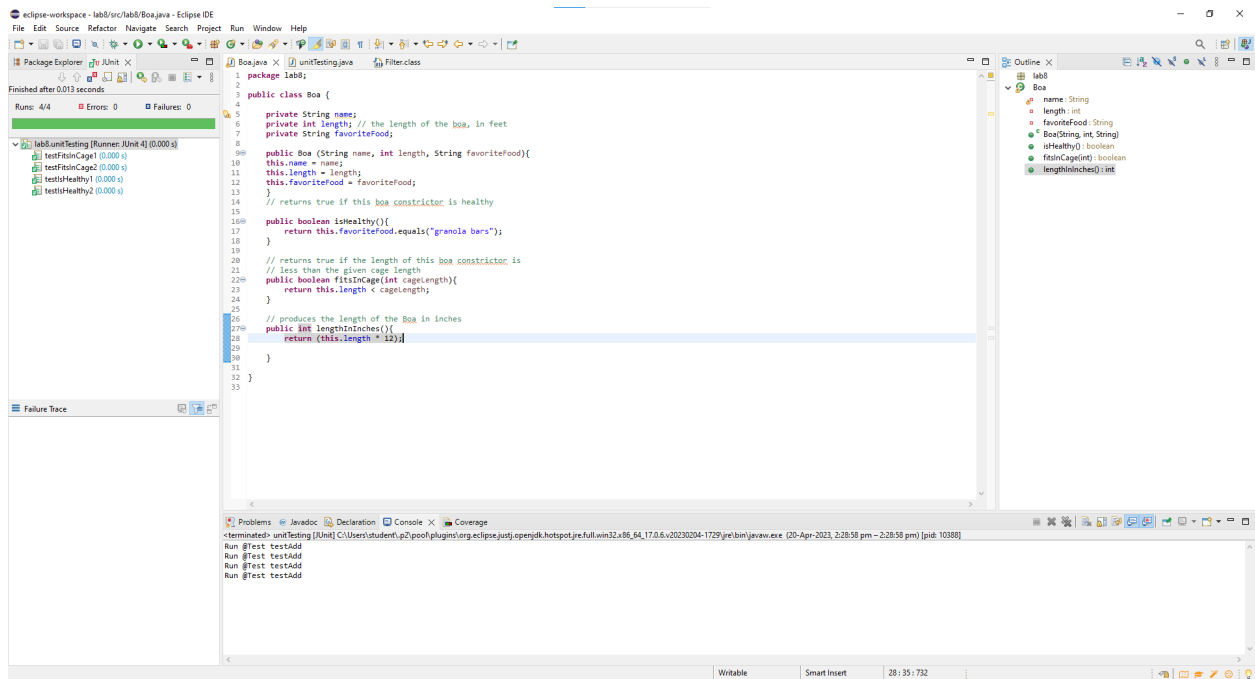 eclipse-workspace - lab8/src/lab8/Boa.java - Eclipse IDE
File Edit Source Refactor Navigate Search Project Run Window Help
Package Explorer JUnit
Finished after 0.013 seconds
Runs: 4/4 Errors: 0 Failures: 0
lab8.unitTesting [Runner: JUnit 4] (0.000 s)
testFitsInCage1 (0.000 s)
testFitsInCage2 (0.000 s)
testIsHealthy1 (0.000 s)
testIsHealthy2 (0.000 s)
Failure Trace
Boa.java unitTesting.java Filter.class
1 package lab8;
2
3 public class Boa {
4
5 private String name;
6 private int length; // the length of the boa, in feet
7 private String favoriteFood;
8
9 public Boa (String name, int length, String favoriteFood){
10 this.name = name;
11 this.length = length;
12 this.favoriteFood = favoriteFood;
13 }
14 // returns true if this boa constrictor is healthy
15
16 public boolean isHealthy(){
17 return this.favoriteFood.equals("granola bars");
18 }
19
20 // returns true if the length of this boa constrictor is
21 // less than the given cage length
22 public boolean fitsInCage(int cageLength){
23 return this.length < cageLength;
24 }
25
26 // produces the length of the Boa in inches
27 public int lengthInInches(){
28 return (this.length * 12);
29
30 }
31
32 }
33
Outline
lab8
Boa
name : String
length : int
favoriteFood : String
Boa(String, int, String)
isHealthy() : boolean
fitsInCage(int) : boolean
lengthInInches() : int
Problems Javadoc Declaration Console Coverage
<terminated> unitTesting [JUnit] C:\Users\student\.p2\pool\plugins\org.eclipse.justj.openjdk.hotspot.jre.full.win32.x86_64_17.0.6.v20230204-1729\jre\bin\javaw.exe (20-Apr-2023, 2:28:58 pm – 2:28:58 pm) [pid: 10388]
Run @Test testAdd
Run @Test testAdd
Run @Test testAdd
Run @Test testAdd
Writable Smart Insert 28 : 35 : 732